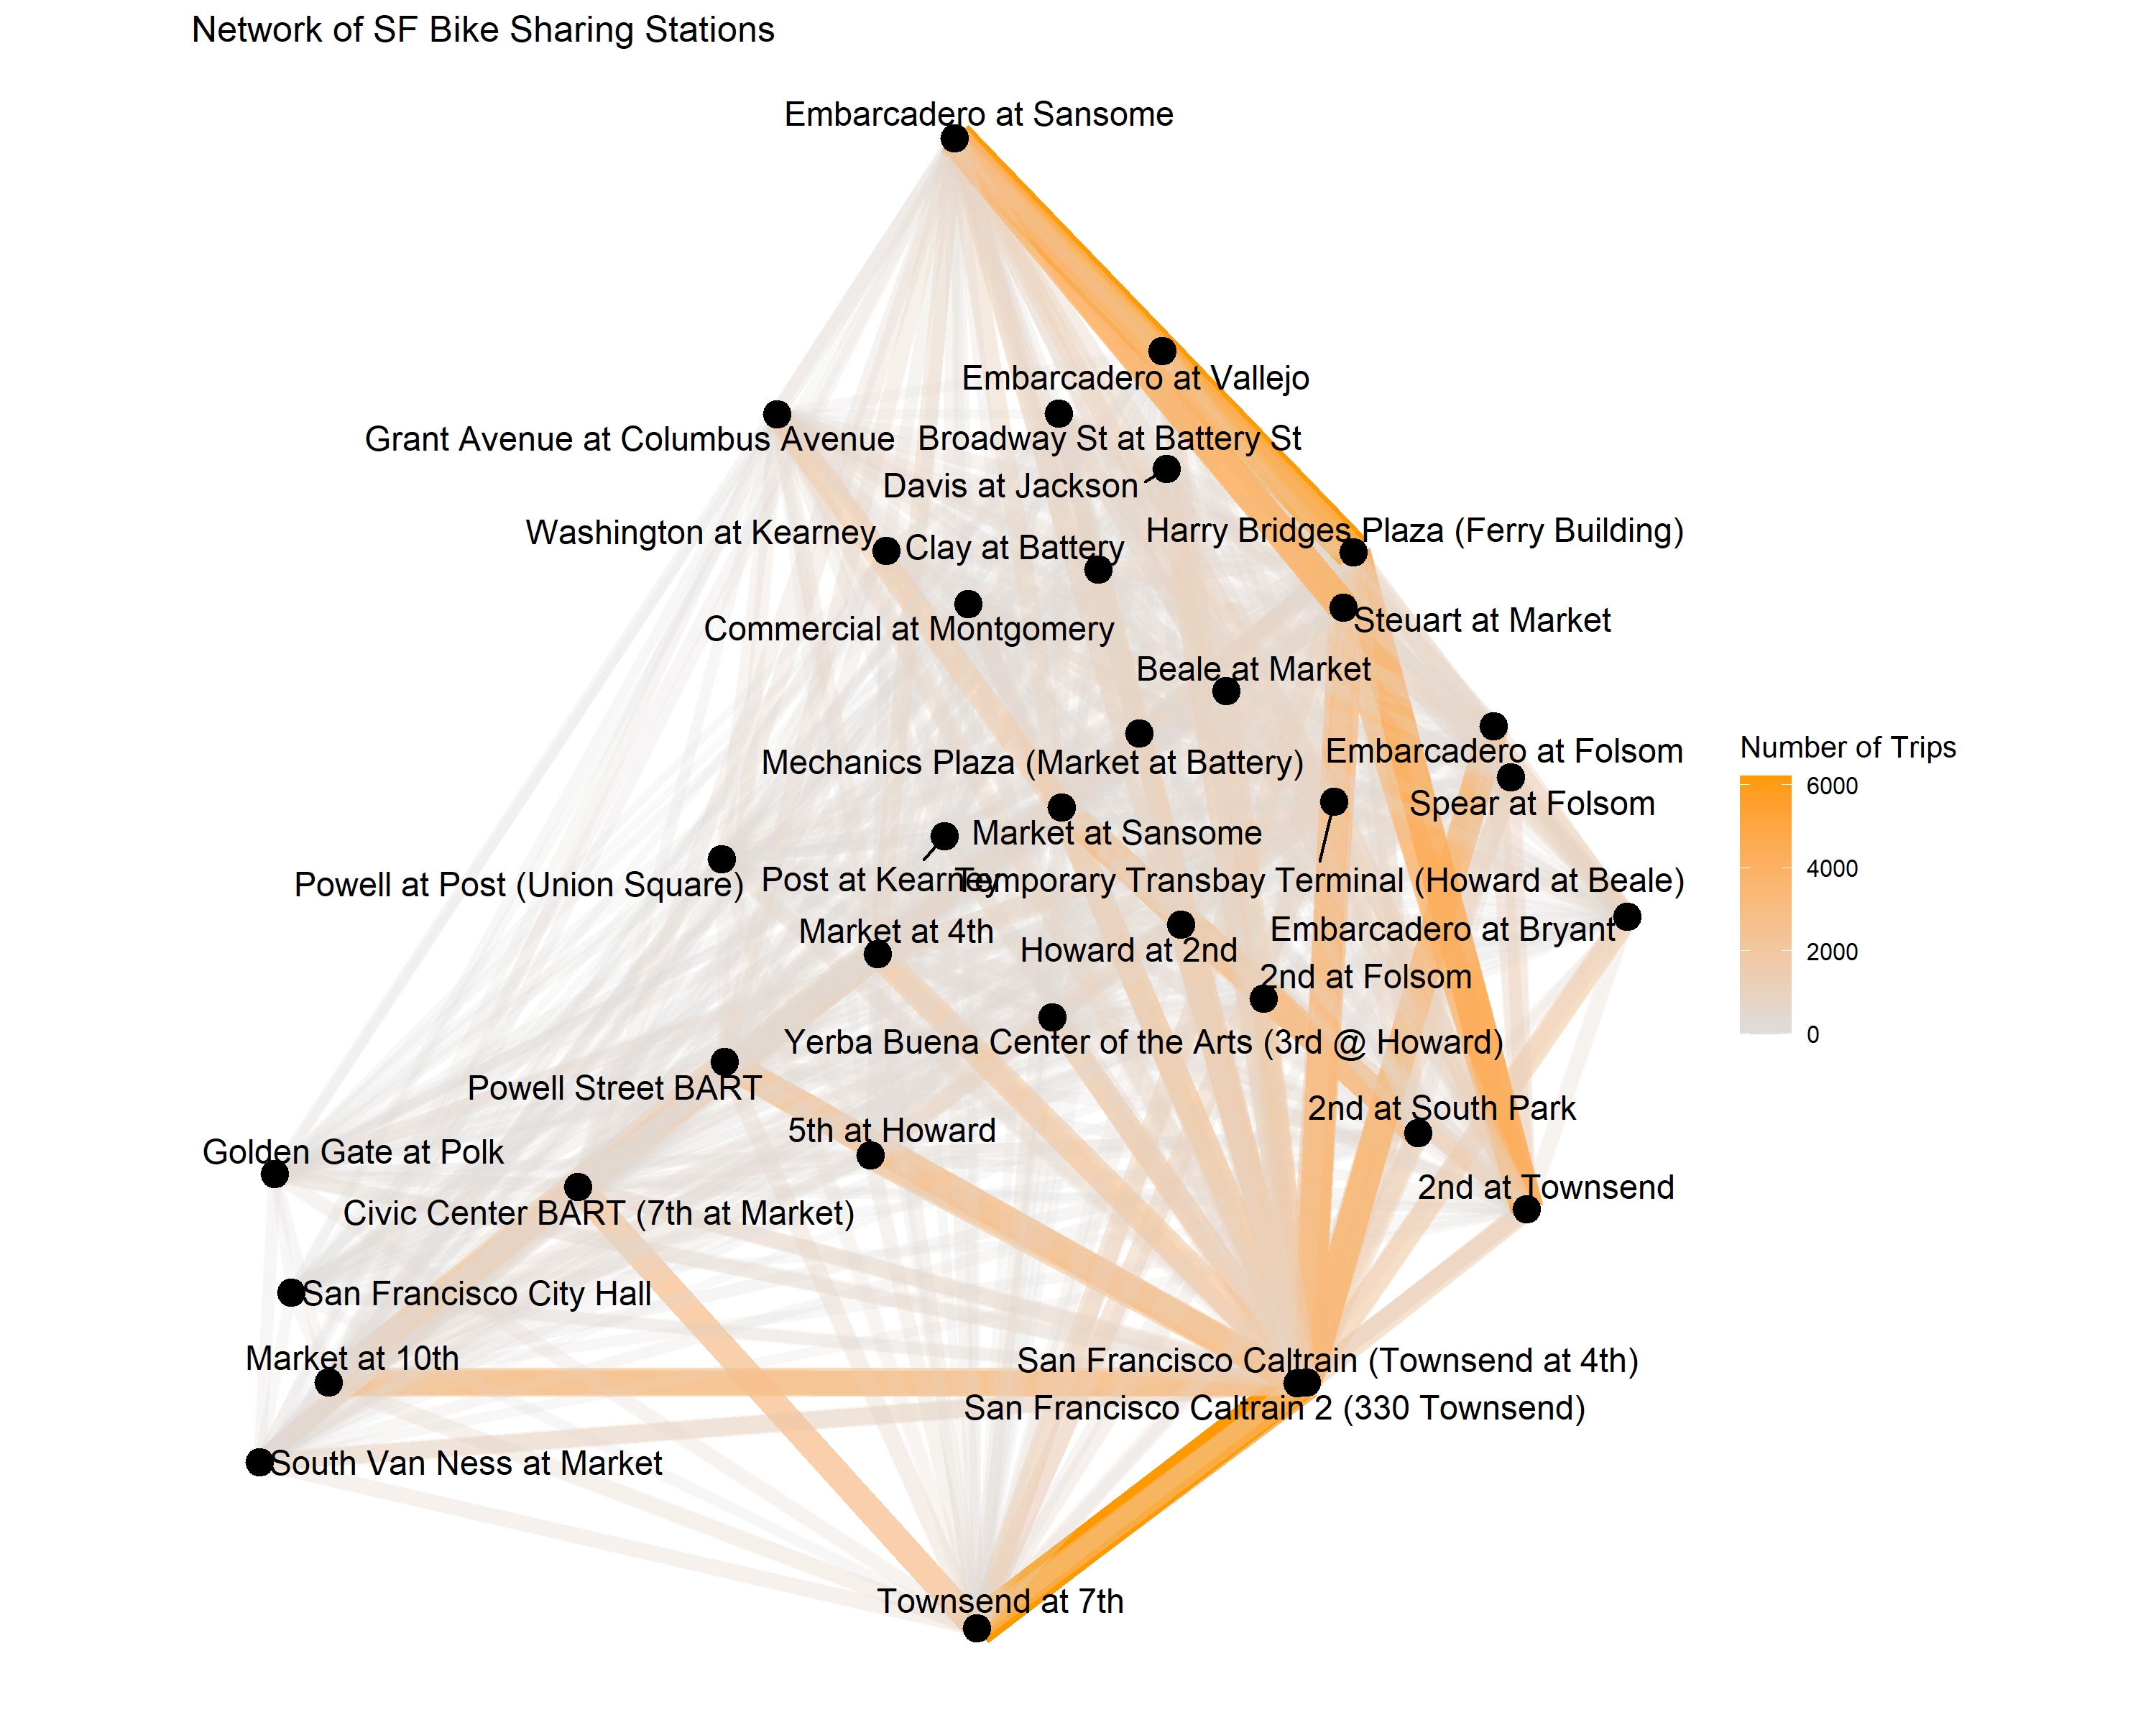 Network of SF Bike Sharing Stations
Embarcadero at Sansome
Embarcadero at Vallejo
Grant Avenue at Columbus Avenue
Broadway St at Battery St
Davis at Jackson
Washington at Kearney
Clay at Battery
Harry Bridges Plaza (Ferry Building)
Commercial at Montgomery
Steuart at Market
Beale at Market
Mechanics Plaza (Market at Battery)
Embarcadero at Folsom
Spear at Folsom
Market at Sansome
Powell at Post (Union Square)
Post at Kearney
Temporary Transbay Terminal (Howard at Beale)
Market at 4th
Howard at 2nd
Embarcadero at Bryant
2nd at Folsom
Yerba Buena Center of the Arts (3rd @ Howard)
Powell Street BART
5th at Howard
2nd at South Park
Golden Gate at Polk
2nd at Townsend
Civic Center BART (7th at Market)
San Francisco City Hall
Market at 10th
San Francisco Caltrain (Townsend at 4th)
San Francisco Caltrain 2 (330 Townsend)
South Van Ness at Market
Townsend at 7th
Number of Trips
6000
4000
2000
0